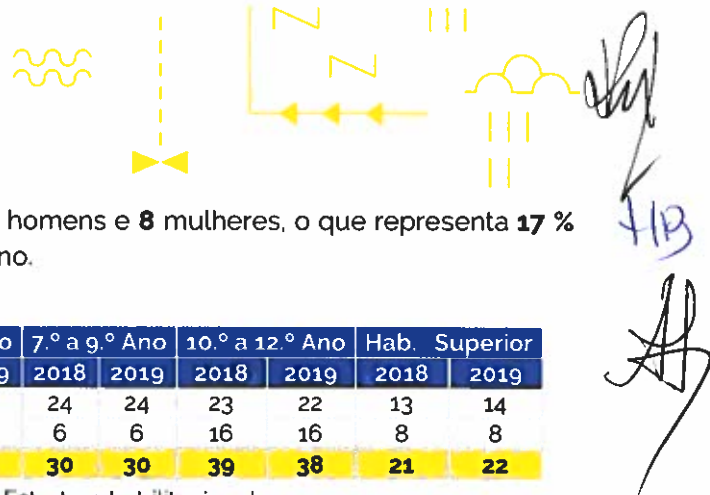 homens e 8 mulheres, o que representa 17 %
no.
o 7.º a 9.º Ano 10.º a 12.º Ano Hab. Superior
9 2018 2019 2018 2019 2018 2019
24 24 23 22 13 14
6 6 16 16 8 8
30 30 39 38 21 22
HB